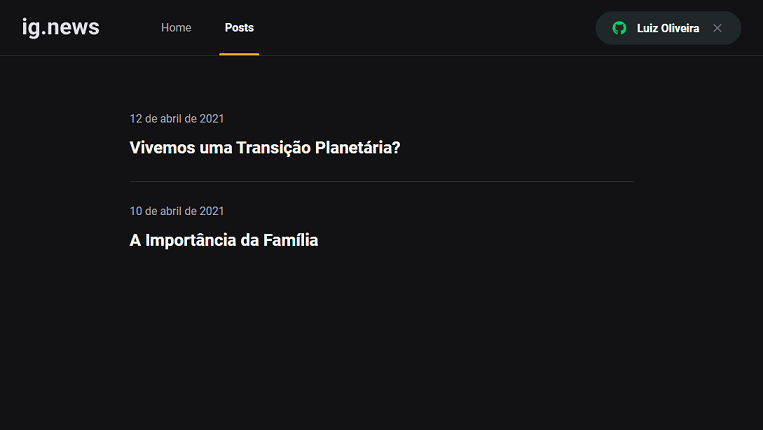 ig.news
Home
Posts
Luiz Oliveira
12 de abril de 2021
Vivemos uma Transição Planetária?
10 de abril de 2021
A Importância da Família